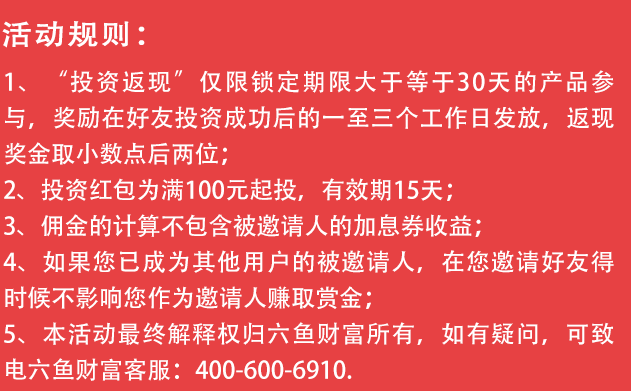 活动规则：
1、“投资返现”仅限锁定期限大于等于30天的产品参
与，奖励在好友投资成功后的一至三个工作日发放，返现
奖金取小数点后两位；
2、投资红包为满100元起投，有效期15天；
3、佣金的计算不包含被邀请人的加息券收益；
4、如果您已成为其他用户的被邀请人，在您邀请好友得
时候不影响您作为邀请人赚取赏金；
5、本活动最终解释权归六鱼财富所有，如有疑问，可致
电六鱼财富客服：400-600-6910.